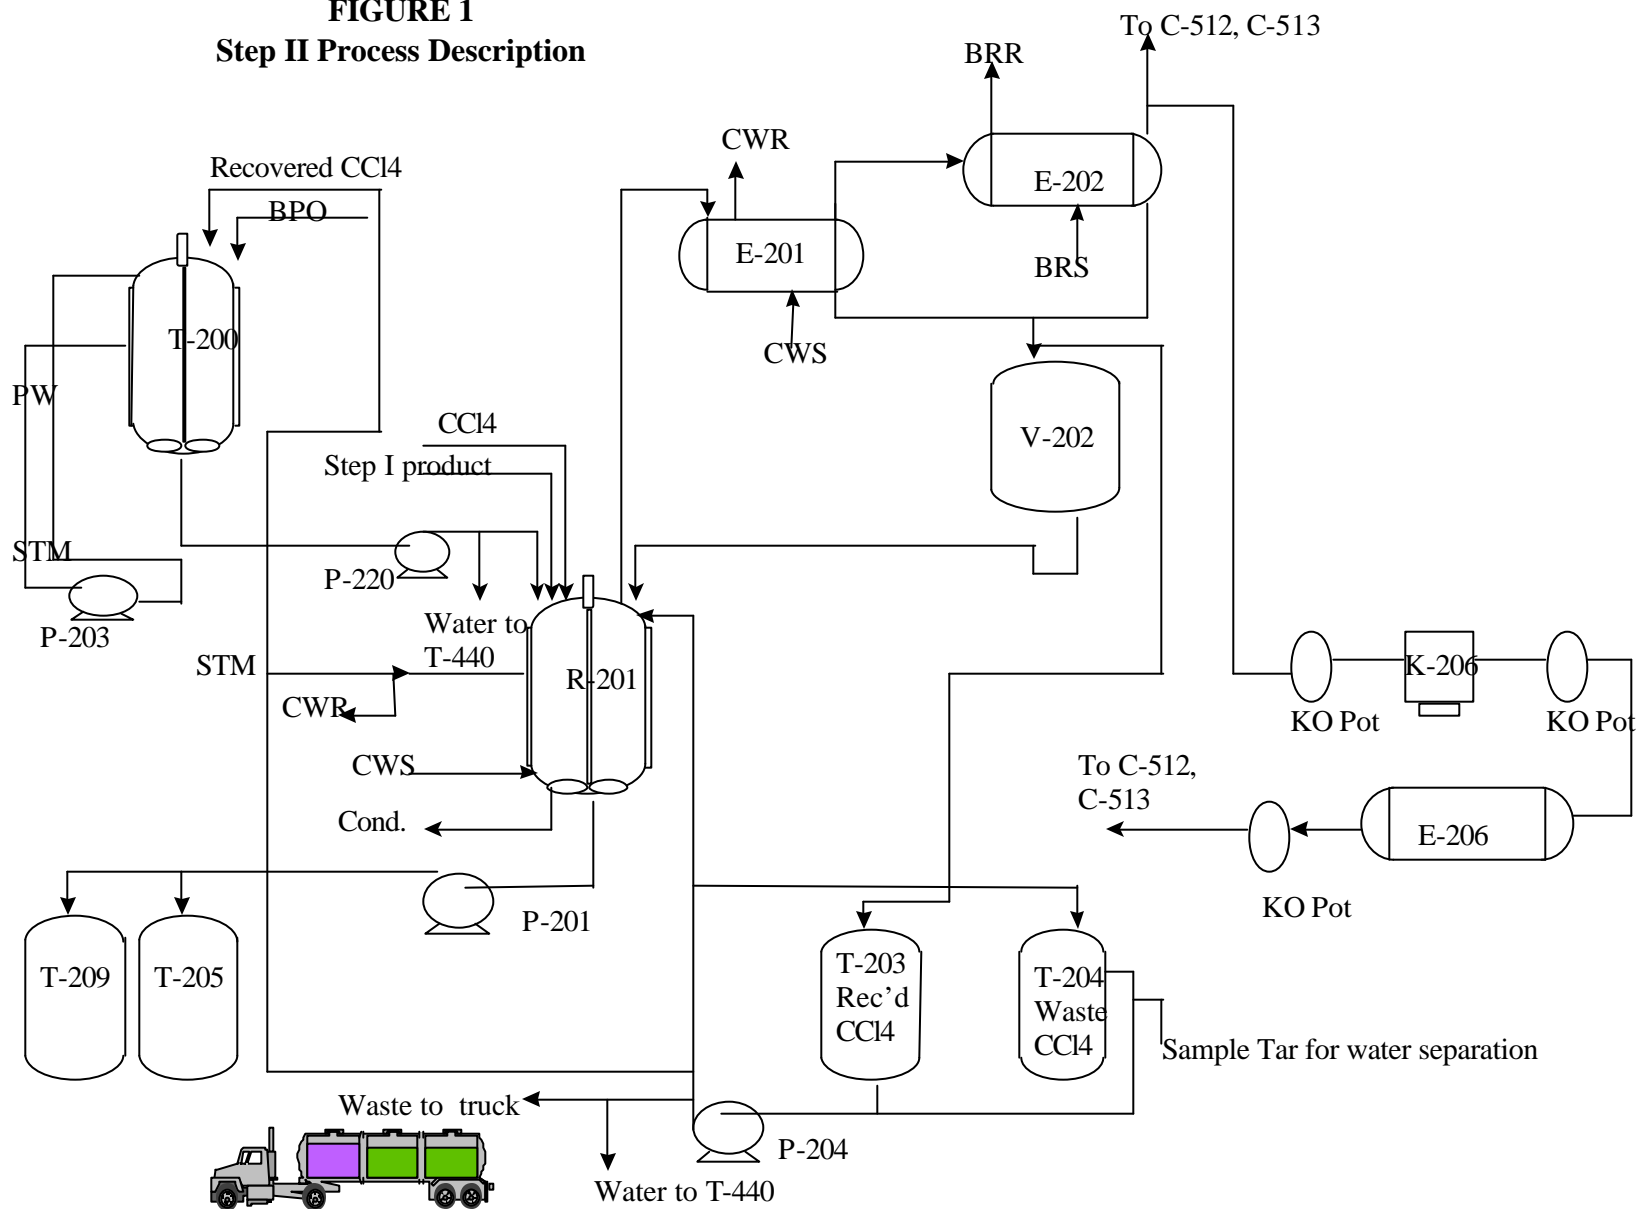 FIGURE 1
Step II Process Description
To C-512, C-513
BRR
CWR
Recovered CCl4
E-202
BPO
E-201
BRS
T-200
CWS
PW
CCl4
V-202
Step I product
STM
P-220
P-203
Water to
T-440
STM
R-201
K-206
CWR
KO Pot
KO Pot
CWS
To C-512,
C-513
Cond.
E-206
KO Pot
P-201
T-209
T-205
T-203
Rec’d
CCl4
T-204
Waste
CCl4
Sample Tar for water separation
Waste to truck
P-204
Water to T-440